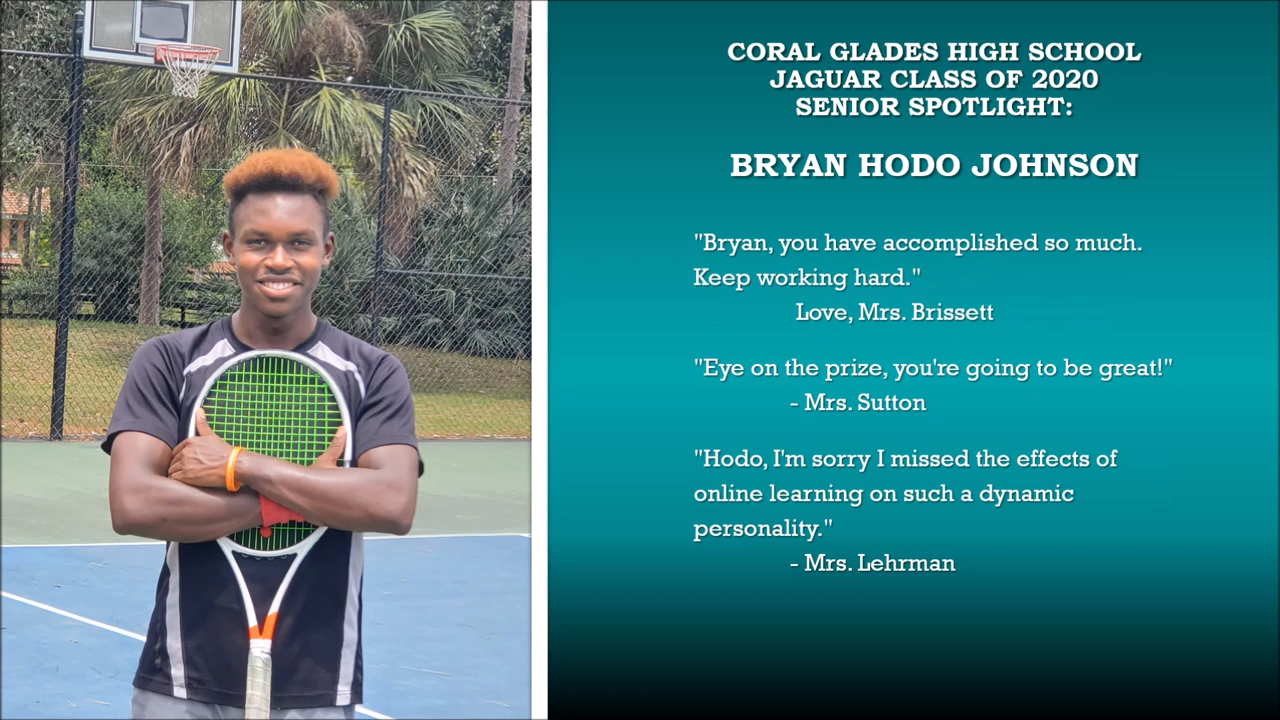 CORAL GLADES HIGH SCHOOL
JAGUAR CLASS OF 2020
SENIOR SPOTLIGHT:
BRYAN HODO JOHNSON
"Bryan, you have accomplished so much.
Keep working hard."
Love, Mrs. Brissett
"Eye on the prize, you're going to be great!"
- Mrs. Sutton
"Hodo, I'm sorry I missed the effects of
online learning on such a dynamic
personality."
- Mrs. Lehrman